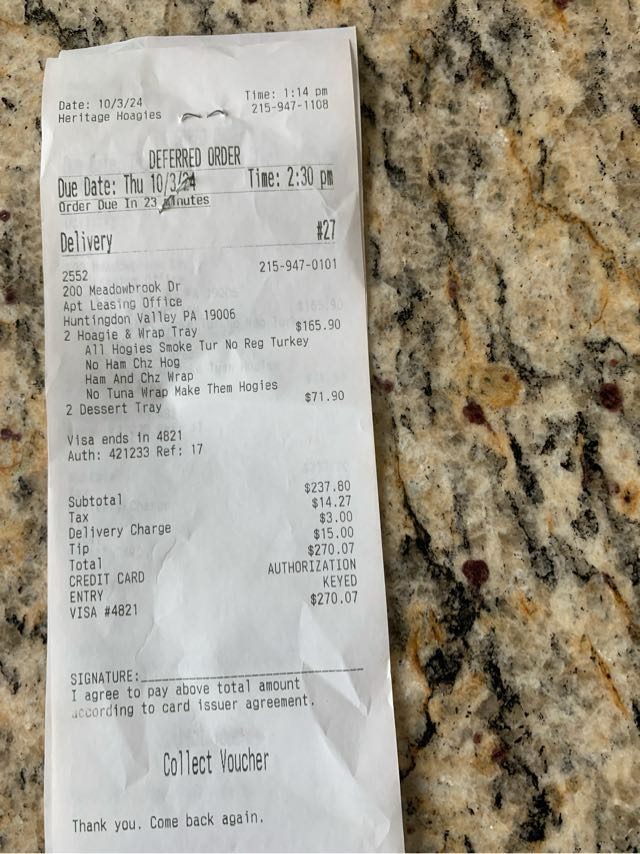 Date: 10/3/24 Time: 1:14 pm
Heritage Hoagies 215-947-1108
DEFERRED ORDER
Due Date: Thu 10/3/24 Time: 2:30 pm
Order Due In 23 Minutes
Delivery #27
2552 215-947-0101
200 Meadowbrook Dr
Apt Leasing Office
Huntingdon Valley PA 19006
2 Hoagie & Wrap Tray $165.90
All Hogies Smoke Tur No Reg Turkey
No Ham Chz Hog
Ham And Chz Wrap
No Tuna Wrap Make Them Hogies
2 Dessert Tray $71.90
Visa ends in 4821
Auth: 421233 Ref: 17
Subtotal $237.80
Tax $14.27
Delivery Charge $3.00
Tip $15.00
Total $270.07
CREDIT CARD AUTHORIZATION
ENTRY KEYED
VISA #4821 $270.07
SIGNATURE:
I agree to pay above total amount
according to card issuer agreement.
Collect Voucher
Thank you. Come back again.